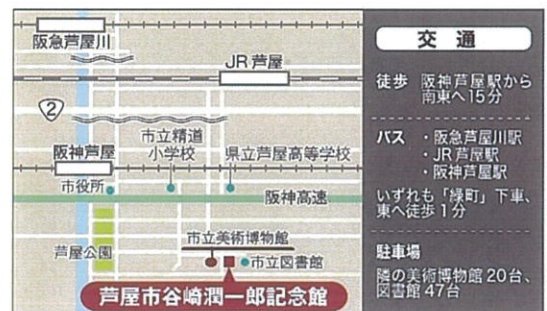 阪急芦屋川
JR芦屋
2
市立精道
小学校
阪神芦屋
県立芦屋高等学校
市役所
阪神高速
市立美術博物館
芦屋公園
市立図書館
芦屋市谷崎潤一郎記念館
交通
徒歩 阪神芦屋駅から
南東へ15分
バス ・阪急芦屋川駅
・JR芦屋駅
・阪神芦屋駅
いずれも「緑町」下車、
東へ徒歩1分
駐車場
隣の美術博物館20台、
図書館47台